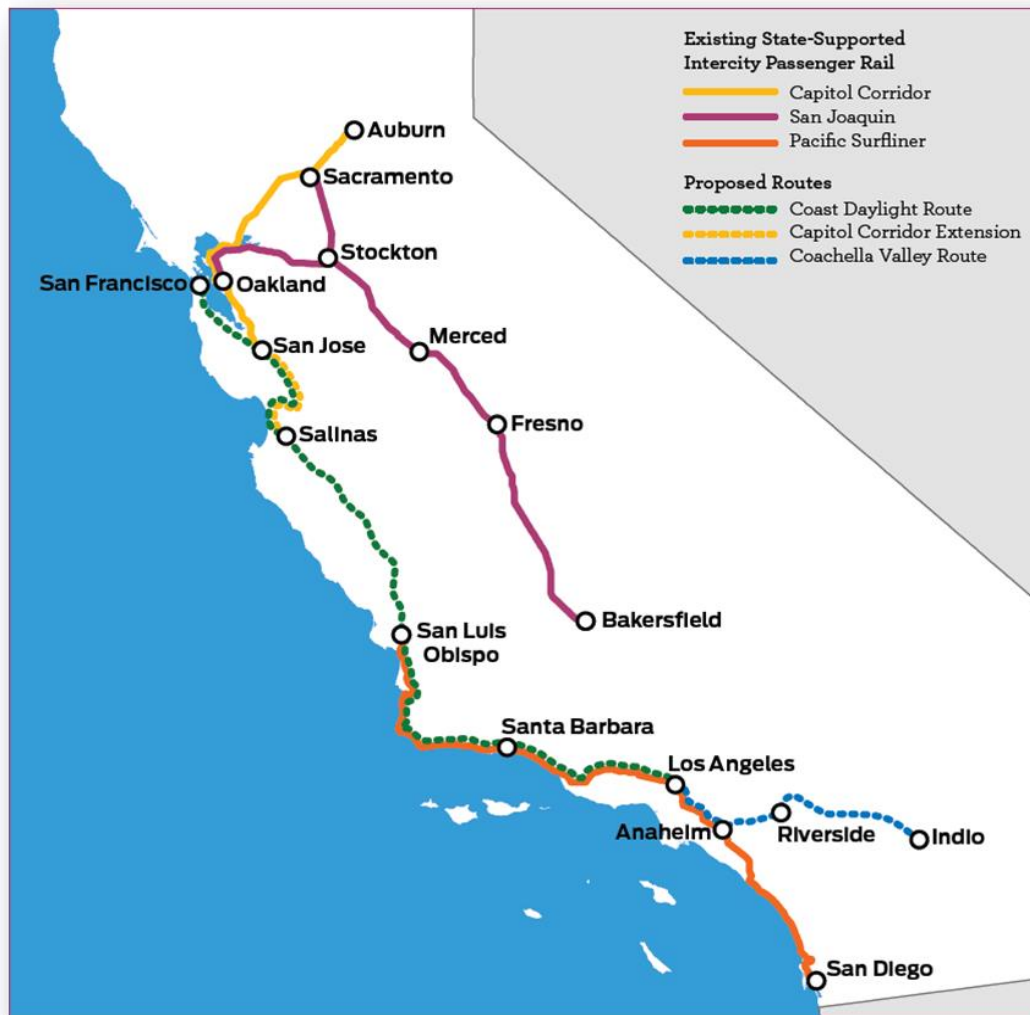 Existing State-Supported
Intercity Passenger Rail
Capitol Corridor
San Joaquin
Pacific Surfliner
Proposed Routes
Coast Daylight Route
Capitol Corridor Extension
Coachella Valley Route
Auburn
Sacramento
Stockton
San Francisco
Oakland
San Jose
Merced
Salinas
Fresno
Bakersfield
San Luis
Obispo
Santa Barbara
Los Angeles
Anaheim
Riverside
Indio
San Diego